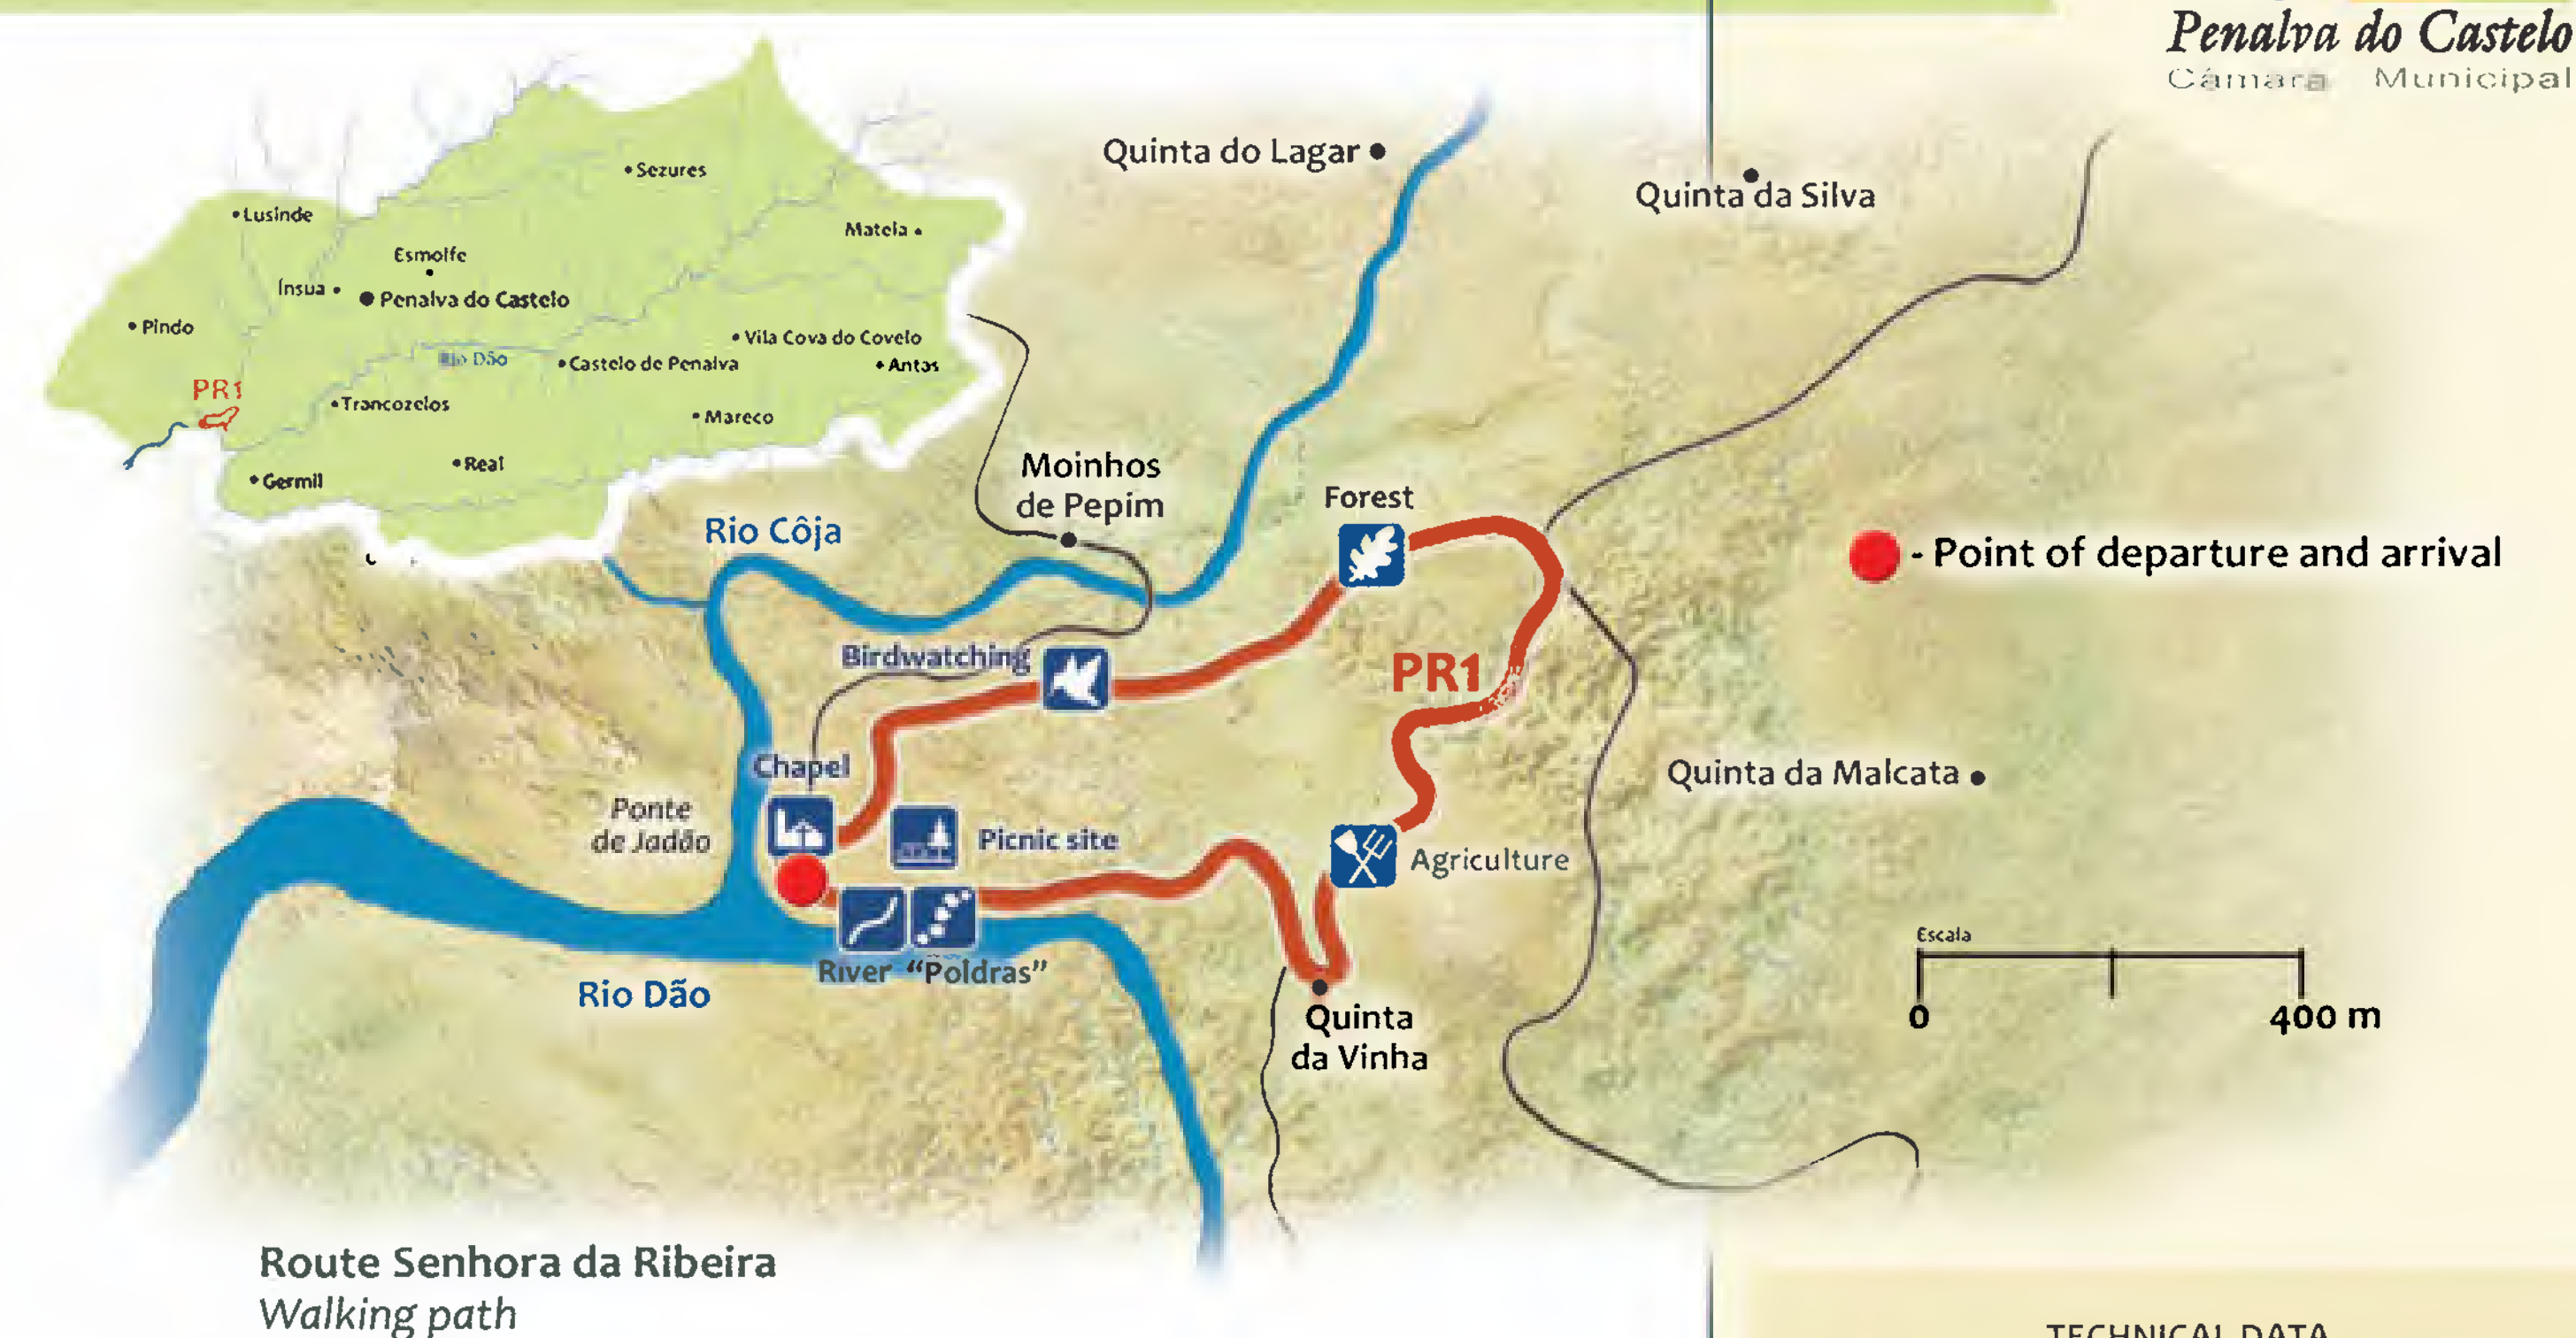 Penalva do Castelo
Câmara Municipal
Quinta do Lagar
Quinta da Silva
Sezures
Lusinde
Matela
Esmolfe
Ínsua
Penalva do Castelo
Pindo
Vila Cova do Covelo
Rio Dão
Castelo de Penalva
Antas
PR1
Trancozelos
Mareco
Real
Germil
Moinhos
de Pepim
Forest
Rio Côja
- Point of departure and arrival
Birdwatching
PR1
Chapel
Quinta da Malcata
Ponte
de Jadão
Picnic site
Agriculture
River "Poldras"
Rio Dão
Escala
Quinta
da Vinha
0
400 m
Route Senhora da Ribeira
Walking path
TECHNICAL DATA